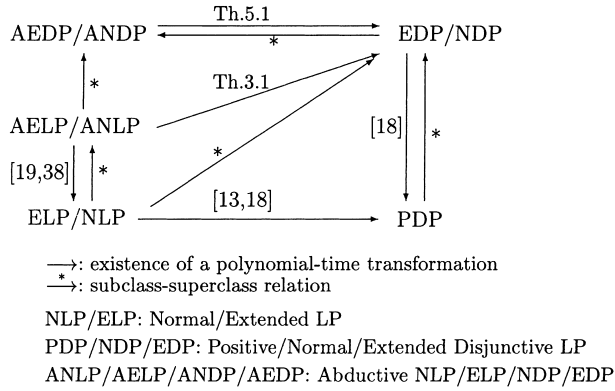 Th.5.1
AEDP/ANDP
EDP/NDP
*
*
Th.3.1
AELP/ANLP
[18]
*
*
[19,38]
*
[13,18]
ELP/NLP
PDP
⟶: existence of a polynomial-time transformation
*
⟶: subclass-superclass relation
NLP/ELP: Normal/Extended LP
PDP/NDP/EDP: Positive/Normal/Extended Disjunctive LP
ANLP/AELP/ANDP/AEDP: Abductive NLP/ELP/NDP/EDP